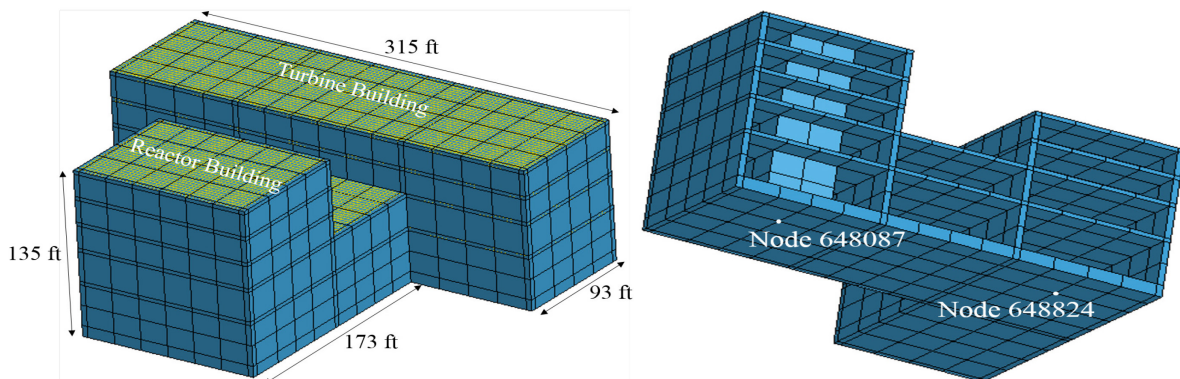 315 ft
Turbine Building
Reactor Building
135 ft
93 ft
173 ft
Node 648087
Node 648824